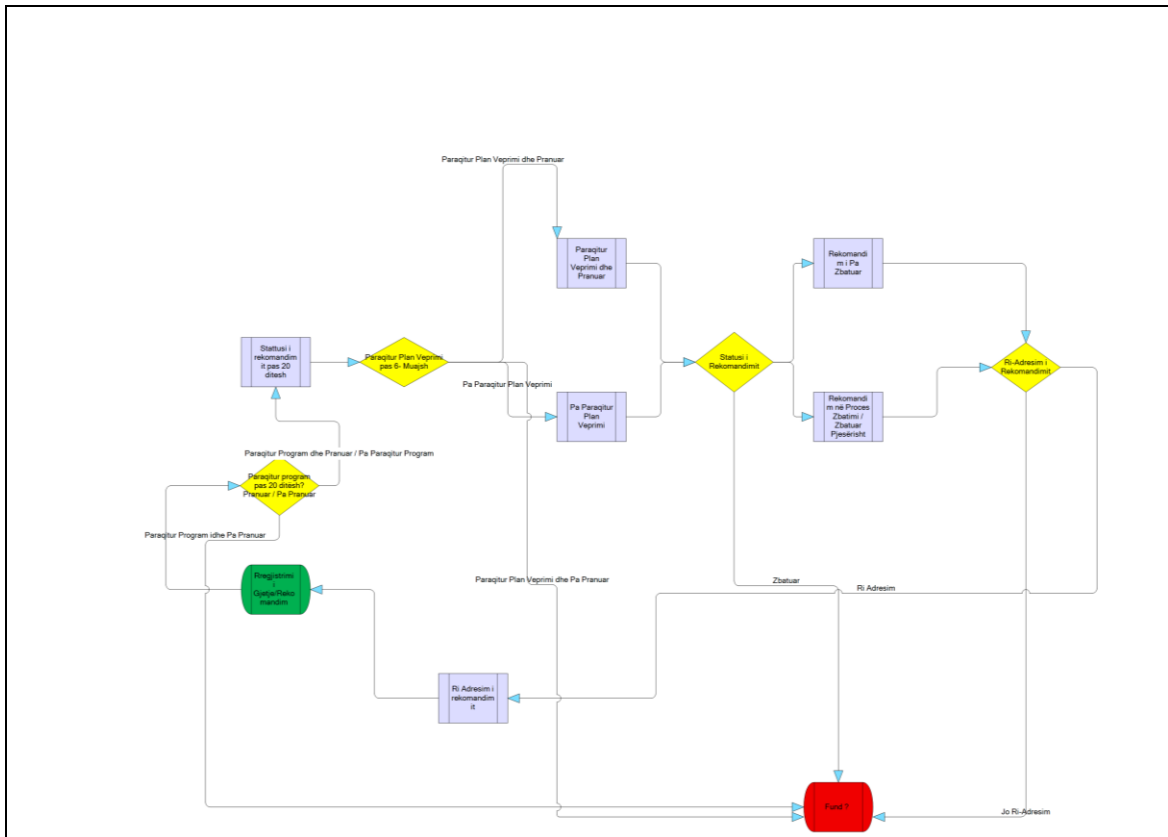 Paraqitur Plan Veprimi dhe Pranuar
Paraqitur
Plan
Veprimi dhe
Pranuar
Rekomandi
m i Pa
Zbatuar
Stattusi i
rekomandim
it pas 20
ditesh
Paraqitur Plan Veprimi
pas 6- Muajsh
Statusi i
Rekomandimit
Ri-Adresim i
Rekomandimit
Pa Paraqitur Plan Veprimi
Pa Paraqitur
Plan
Veprimi
Rekomandi
m në Proces
Zbatimi /
Zbatuar
Pjesërisht
Paraqitur Program dhe Pranuar / Pa Paraqitur Program
Paraqitur program
pas 20 ditësh?
Pranuar / Pa Pranuar
Paraqitur Program idhe Pa Pranuar
Rregjistrimi
i
Gjetje/Reko
mandim
Paraqitur Plan Veprimi dhe Pa Pranuar
Zbatuar
Ri Adresim
Ri Adresim i
rekomandim
it
Fund ?
Jo Ri-Adresim